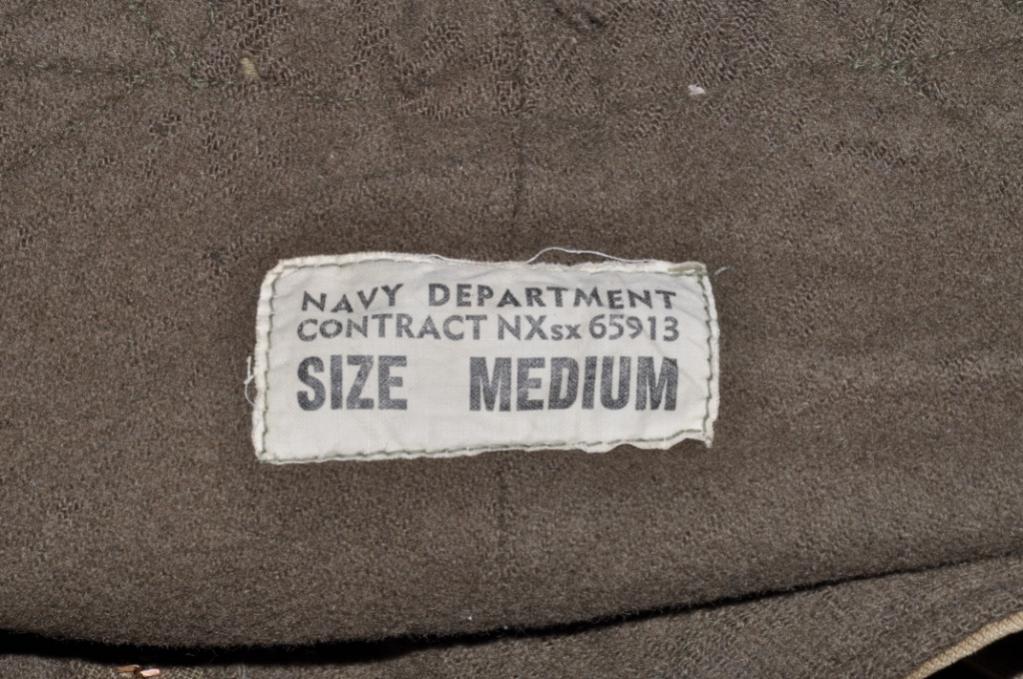 NAVY DEPARTMENT
CONTRACT NXsx 65913
SIZE MEDIUM